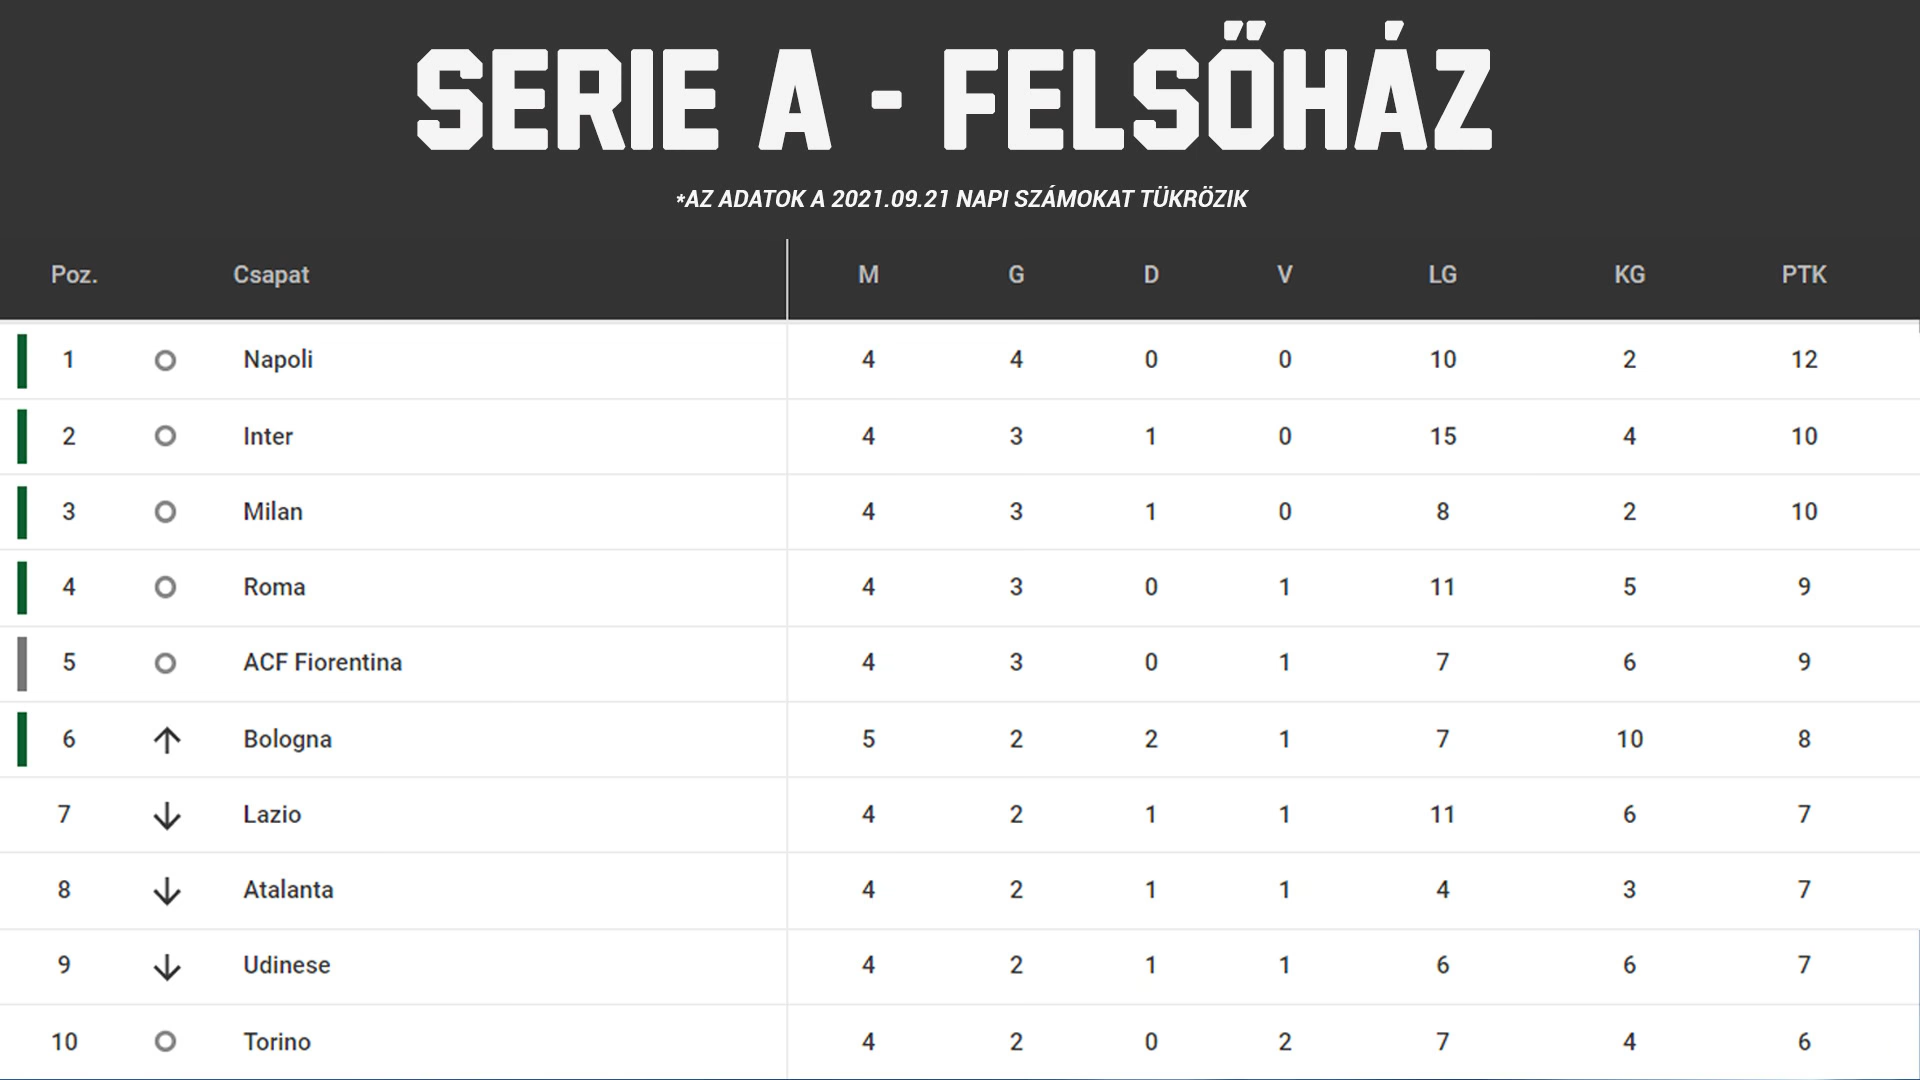 SERIE A - FELSŐHÁZ
*AZ ADATOK A 2021.09.21 NAPI SZÁMOKAT TÜKRÖZIK
Poz. Csapat M G D V LG KG PTK
1 Napoli 4 4 0 0 10 2 12
2 Inter 4 3 1 0 15 4 10
3 Milan 4 3 1 0 8 2 10
4 Roma 4 3 0 1 11 5 9
5 ACF Fiorentina 4 3 0 1 7 6 9
6 Bologna 5 2 2 1 7 10 8
7 Lazio 4 2 1 1 11 6 7
8 Atalanta 4 2 1 1 4 3 7
9 Udinese 4 2 1 1 6 6 7
10 Torino 4 2 0 2 7 4 6